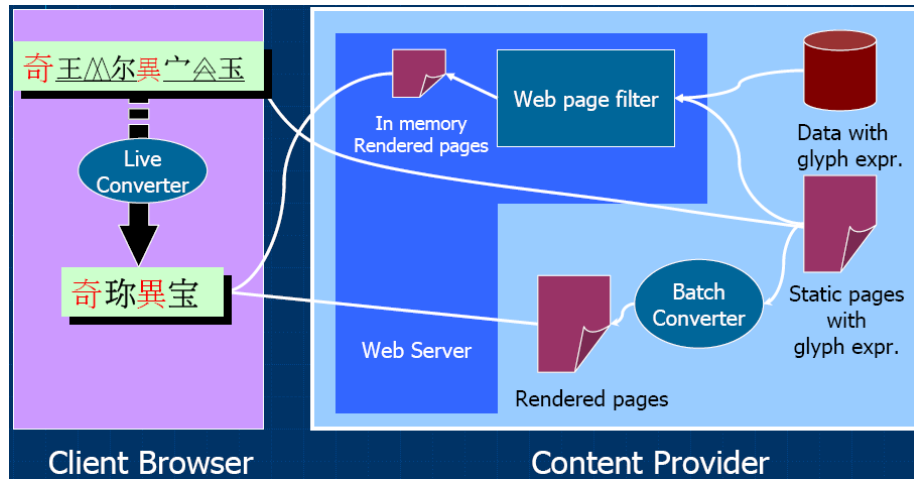 奇王⿰尔異宀⿱玉
Live
Converter
奇珎異宝
In memory
Rendered pages
Web page filter
Data with
glyph expr.
Web Server
Batch
Converter
Rendered pages
Static pages
with
glyph expr.
Client Browser
Content Provider